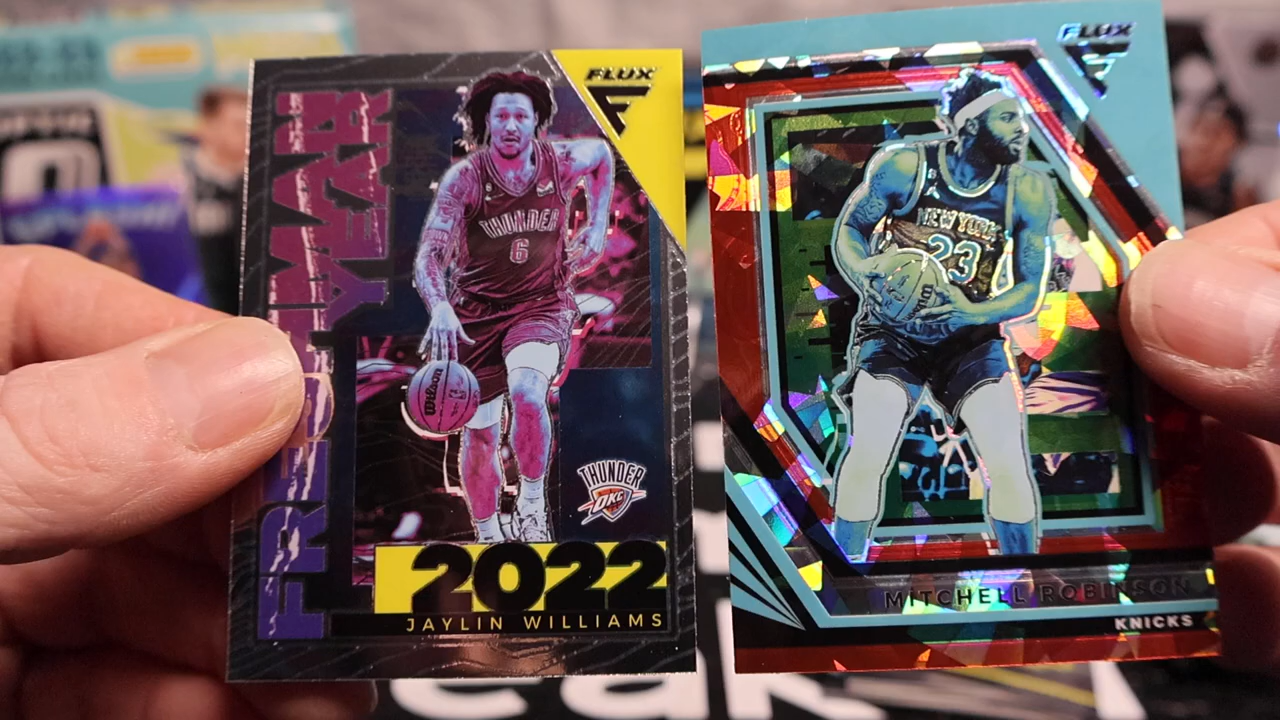 FLUX
FRESHMAN
YEAR
THUNDER
6
Wilson
THUNDER
OKC
2022
JAYLIN WILLIAMS
FLUX
NEW YORK
23
MITCHELL ROBINSON
KNICKS